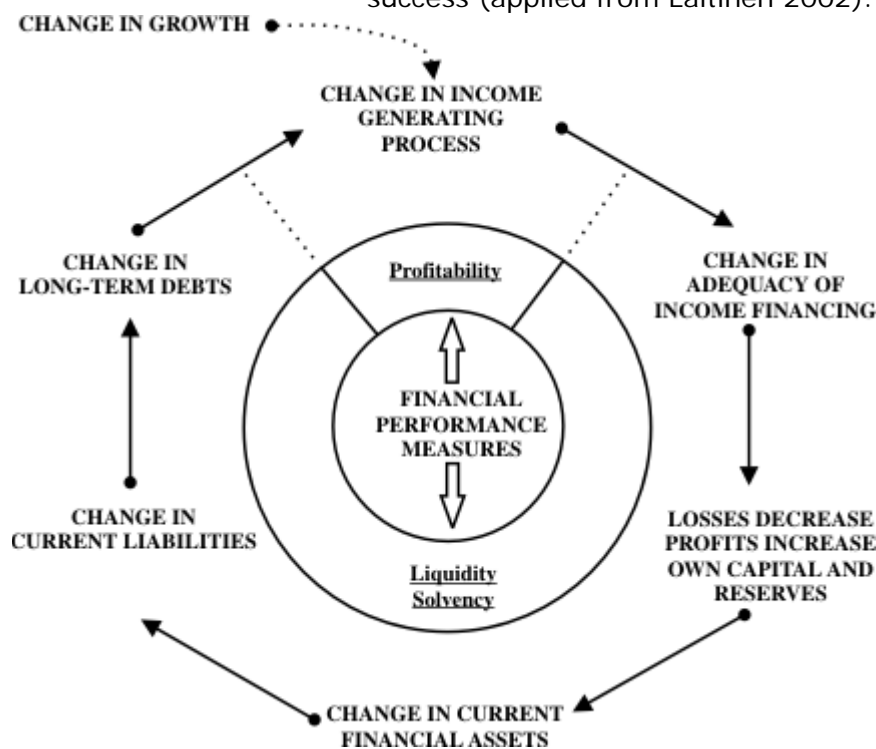 success (applied from Laitinen 2002).
CHANGE IN GROWTH
CHANGE IN INCOME
GENERATING
PROCESS
CHANGE IN
LONG-TERM DEBTS
Profitability
CHANGE IN
ADEQUACY OF
INCOME FINANCING
FINANCIAL
PERFORMANCE
MEASURES
CHANGE IN
CURRENT LIABILITIES
LOSSES DECREASE
PROFITS INCREASE
OWN CAPITAL AND
RESERVES
Liquidity
Solvency
CHANGE IN CURRENT
FINANCIAL ASSETS